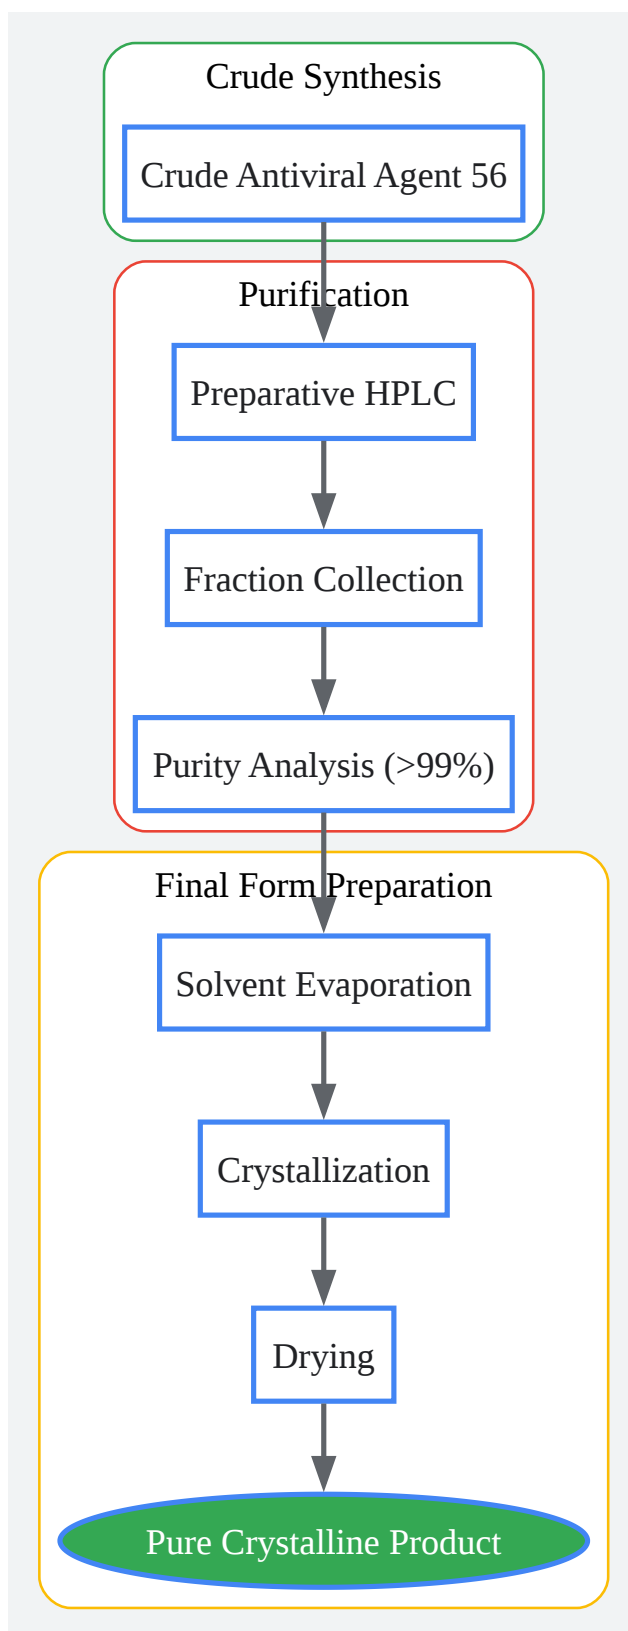 Crude Synthesis
Crude Antiviral Agent 56
Purification
Preparative HPLC
Fraction Collection
Purity Analysis (>99%)
Final Form Preparation
Solvent Evaporation
Crystallization
Drying
Pure Crystalline Product